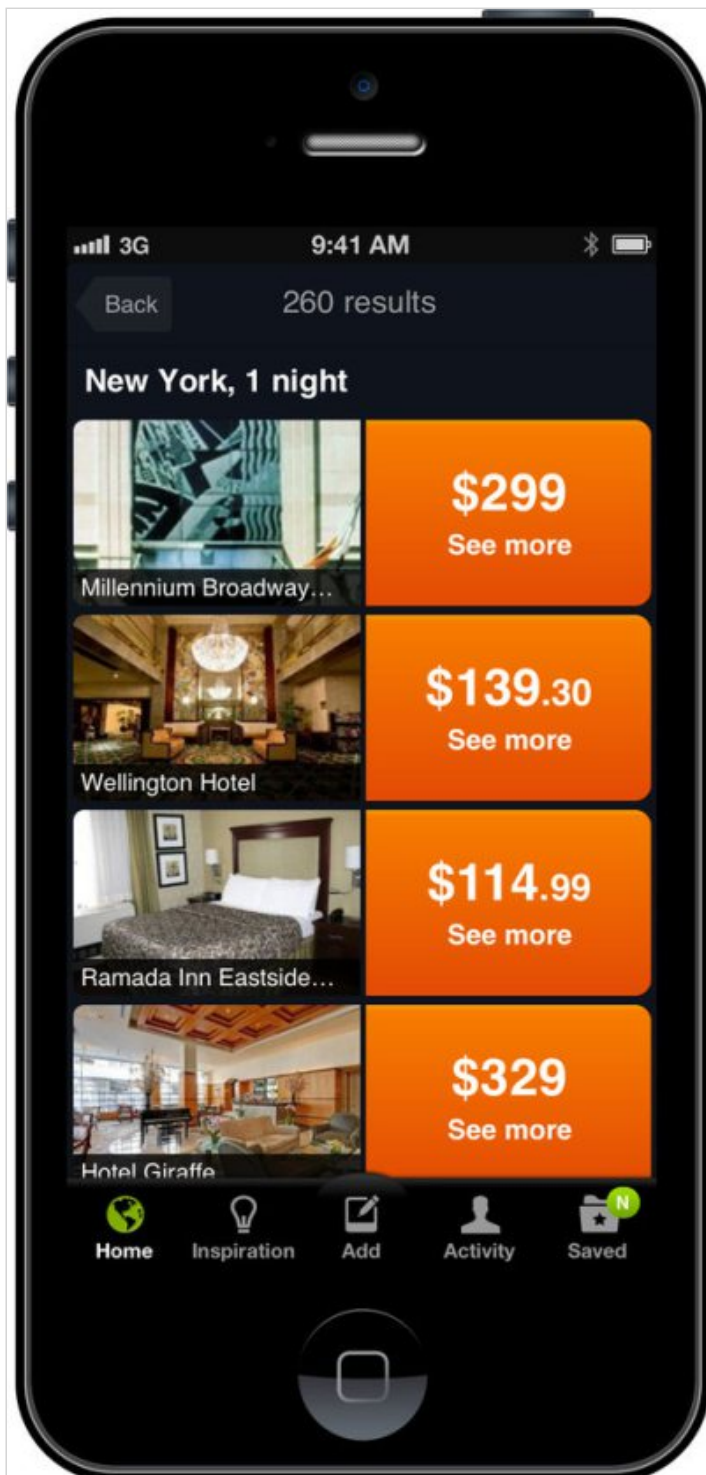 3G 9:41 AM
Back 260 results
New York, 1 night
Millennium Broadway…
$299
See more
Wellington Hotel
$139.30
See more
Ramada Inn Eastside…
$114.99
See more
Hotel Giraffe
$329
See more
N
Home Inspiration Add Activity Saved